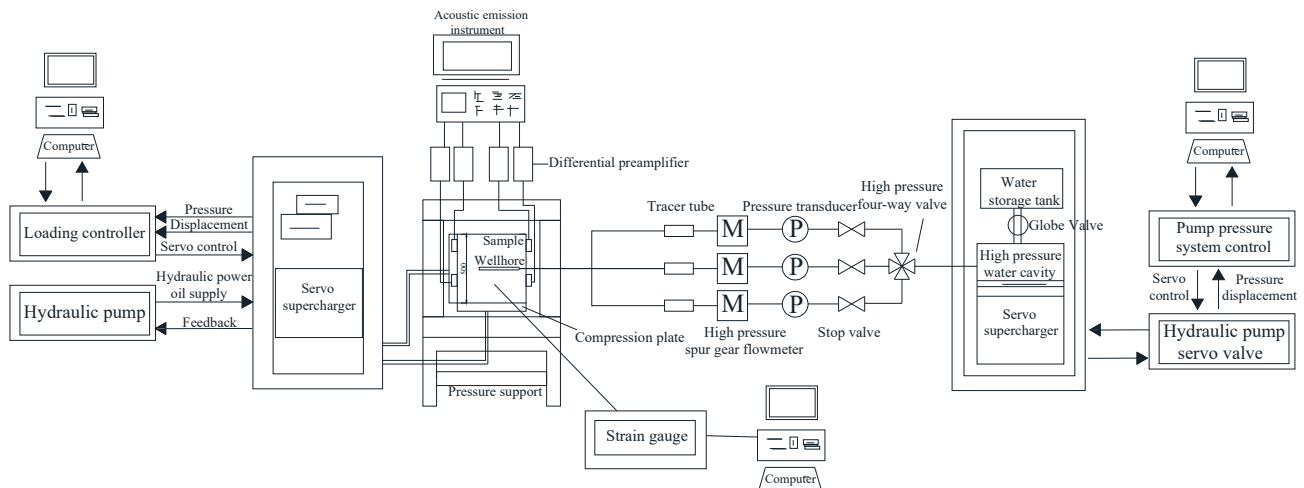 Acoustic emission
instrument
Computer
Loading controller
Pressure
Displacement
Servo control
Hydraulic power
oil supply
Feedback
Hydraulic pump
Servo
supercharger
Differential preamplifier
Sample
Wellhore
500
Compression plate
Pressure support
Strain gauge
Computer
Tracer tube
Pressure transducer
High pressure
four-way valve
M
P
M
P
M
P
High pressure
spur gear flowmeter
Stop valve
Water
storage tank
Globe Valve
High pressure
water cavity
Servo
supercharger
Computer
Pump pressure
system control
Servo
control
Pressure
displacement
Hydraulic pump
servo valve